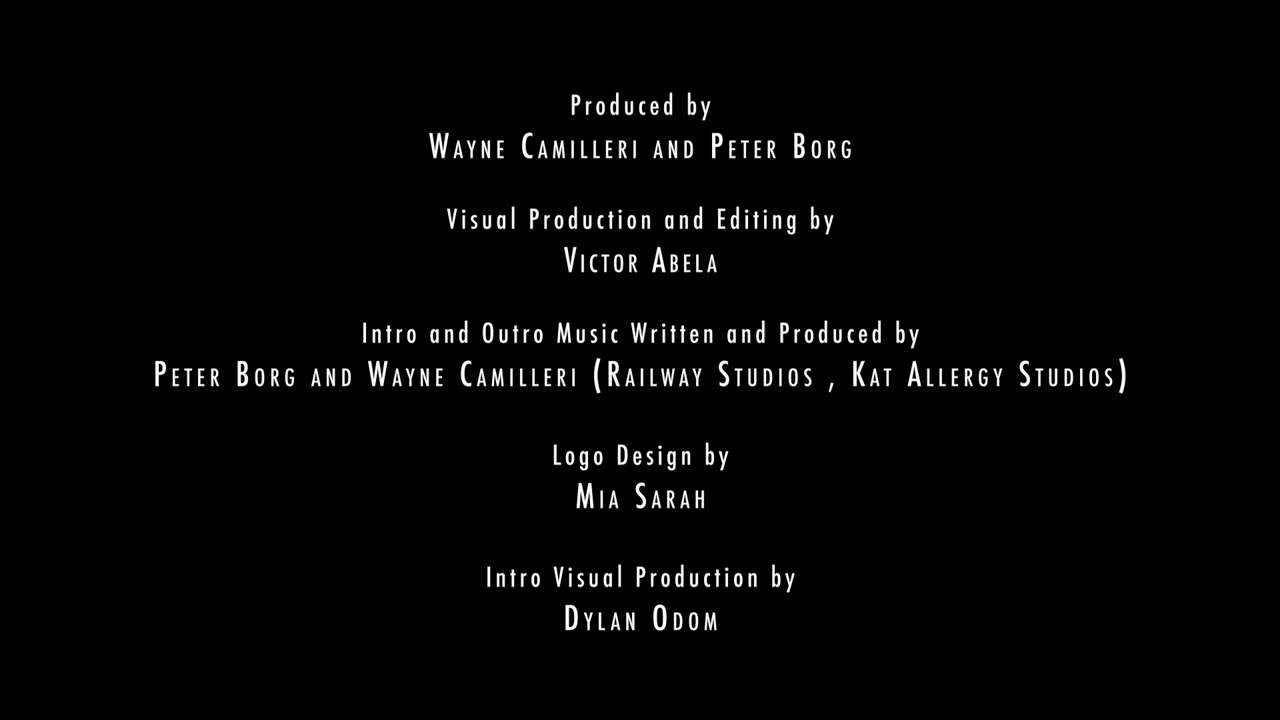 Produced by
Wayne Camilleri and Peter Borg
Visual Production and Editing by
Victor Abela
Intro and Outro Music Written and Produced by
Peter Borg and Wayne Camilleri (Railway Studios , Kat Allergy Studios)
Logo Design by
Mia Sarah
Intro Visual Production by
Dylan Odom